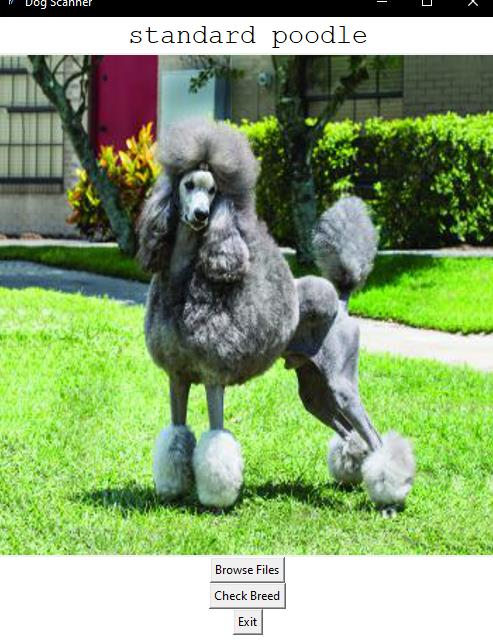 Dog Scanner
standard poodle
Browse Files
Check Breed
Exit